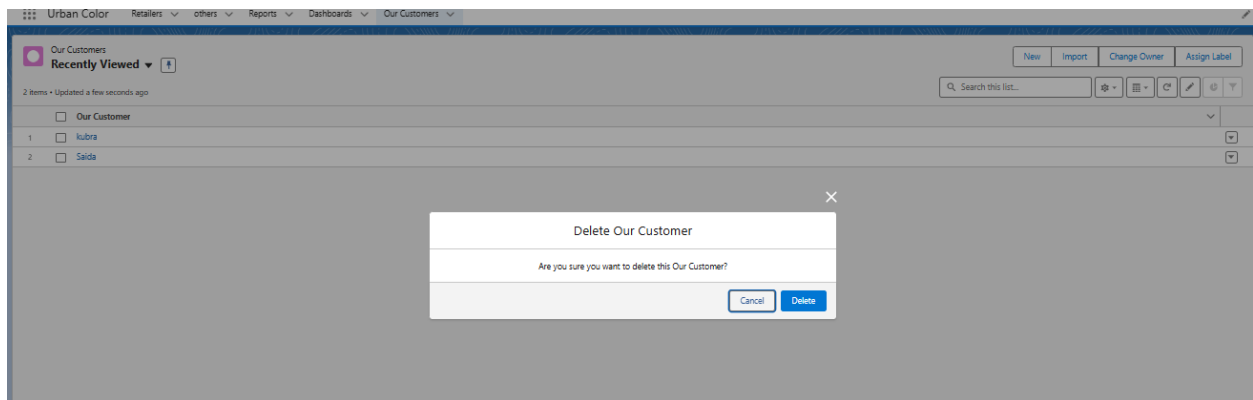 Urban Color Retailers others Reports Dashboards Our Customers
Our Customers
Recently Viewed
New Import Change Owner Assign Label
2 items • Updated a few seconds ago
Search this list...
Our Customer
1 kubra
2 Saida
Delete Our Customer
Are you sure you want to delete this Our Customer?
Cancel Delete